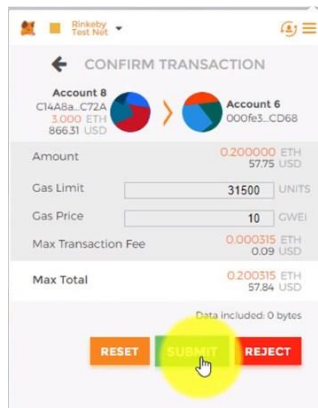 Rinkeby
Test Net
CONFIRM TRANSACTION
Account 8
C14A8a...C72A
3.000 ETH
866.31 USD
Account 6
000fe3...CD68
Amount 0.200000 ETH
57.75 USD
Gas Limit 31500 UNITS
Gas Price 10 GWEI
Max Transaction Fee 0.000315 ETH
0.09 USD
Max Total 0.200315 ETH
57.84 USD
Data included: 0 bytes
RESET SUBMIT REJECT